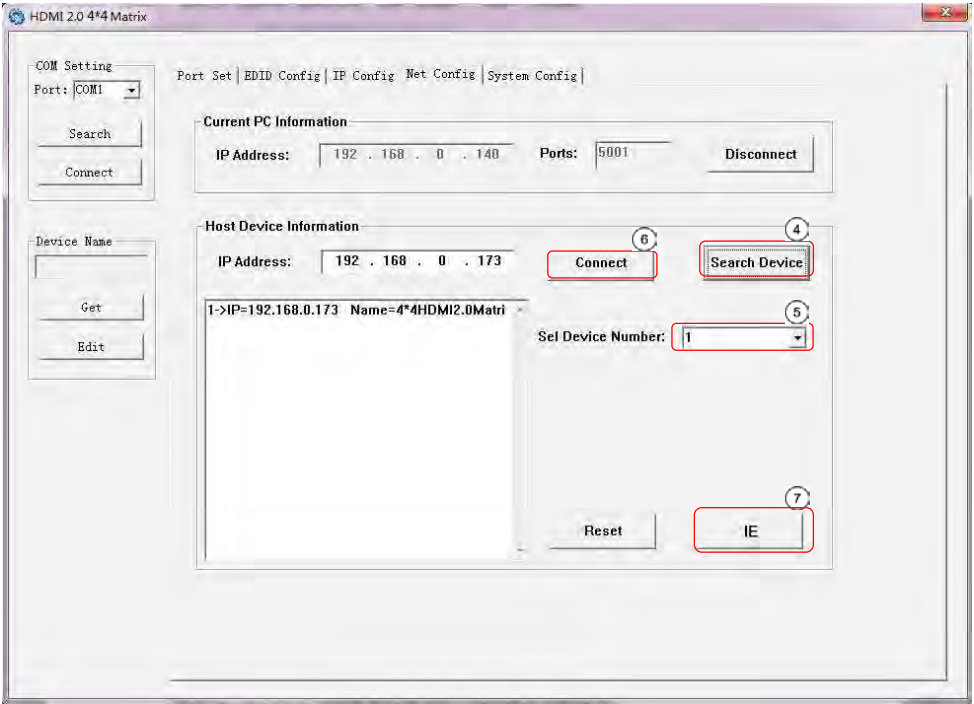 HDMI 2.0 4*4 Matrix
COM Setting
Port: COM1
Search
Connect
Device Name
Get
Edit
Port Set EDID Config IP Config Net Config System Config
Current PC Information
IP Address: 192 . 168 . 0 . 140 Ports: 5001 Disconnect
Host Device Information
6 4
IP Address: 192 . 168 . 0 . 173 Connect Search Device
1->IP=192.168.0.173 Name=4*4HDMI2.0Matri
5
Sel Device Number: 1
7
Reset IE